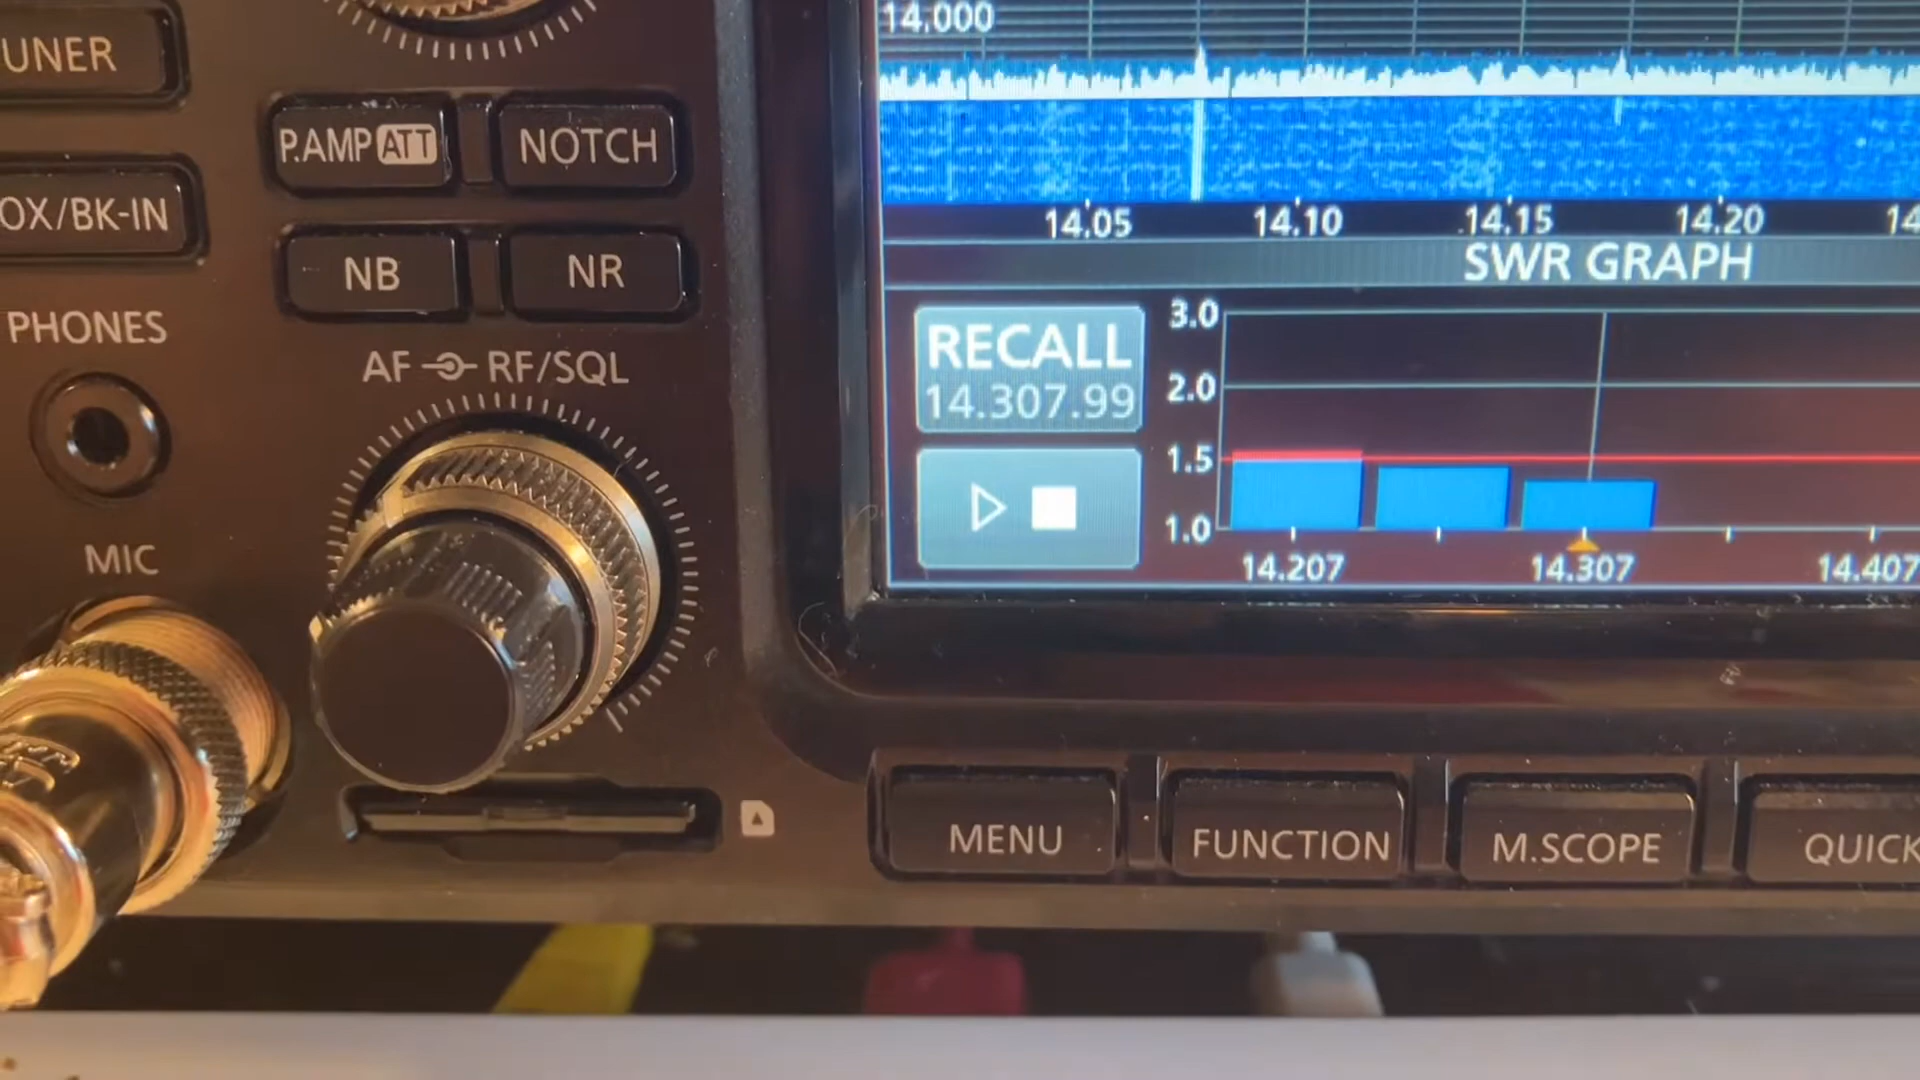 UNER
P.AMP ATT
NOTCH
OX/BK-IN
NB
NR
PHONES
AF
RF/SQL
MIC
14.000
14.05
14.10
14.15
14.20
14
SWR GRAPH
RECALL
14.307.99
3.0
2.0
1.5
1.0
14.207
14.307
14.407
MENU
FUNCTION
M.SCOPE
QUICK